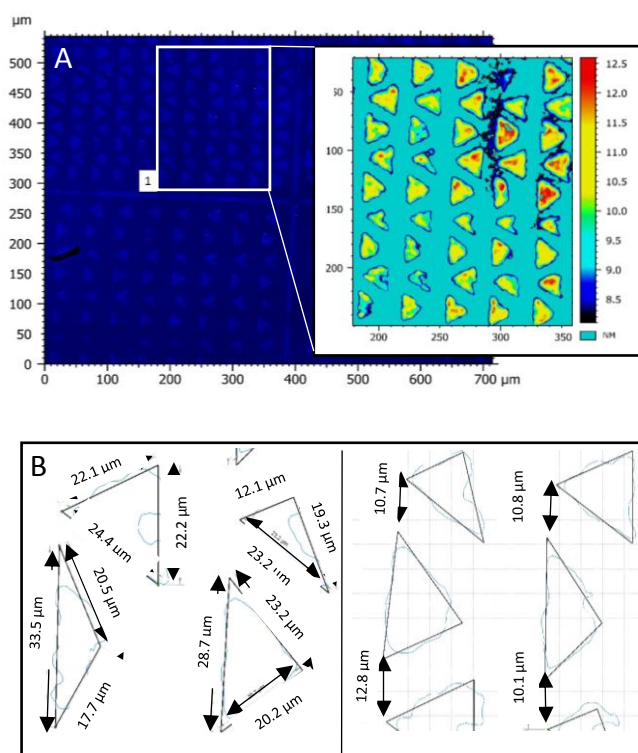 µm
A
500
450
400
350
300
250
200
150
100
50
0
0
100
200
300
400
500
600
700 µm
1
50
100
150
200
200
250
300
350
12.5
12.0
11.5
11.0
10.5
10.0
9.5
9.0
8.5
NM
B
22.1 µm
24.4 µm
22.2 µm
33.5 µm
20.5 µm
17.7 µm
12.1 µm
19.3 µm
23.2 µm
28.7 µm
23.2 µm
20.2 µm
10.7 µm
12.8 µm
10.8 µm
10.1 µm